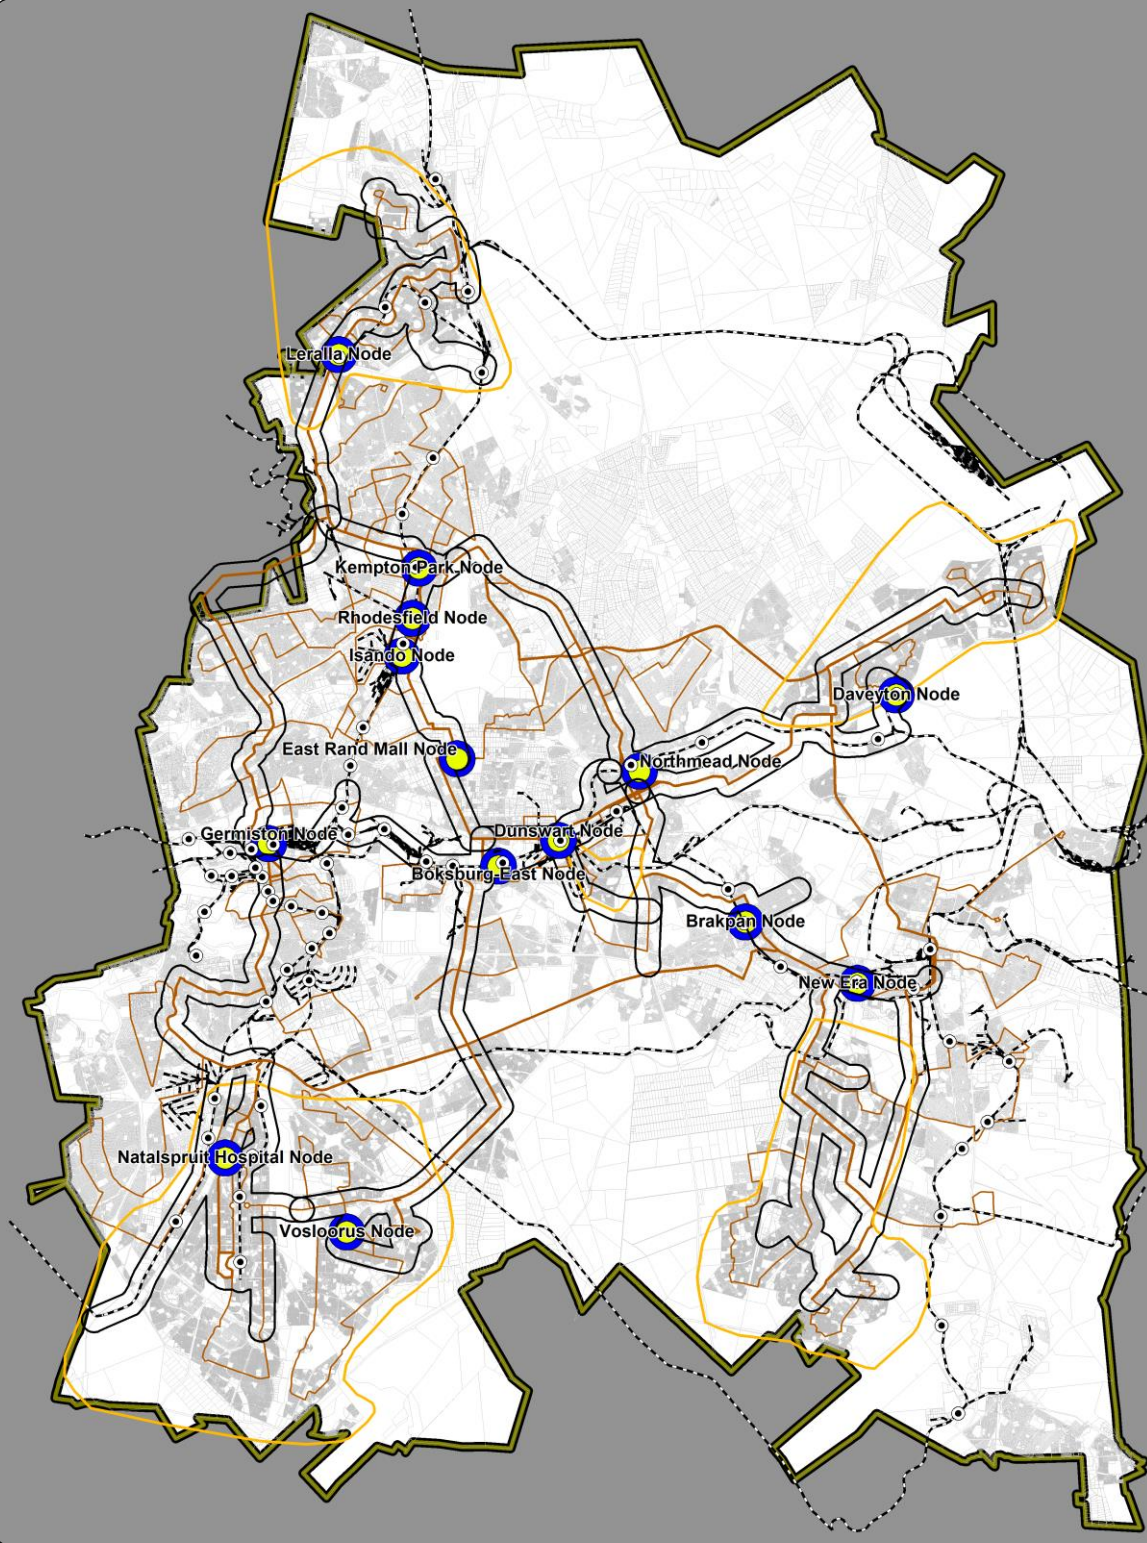 Leralla Node
Kempton Park Node
Rhodesfield Node
Isando Node
Daveyton Node
East Rand Mall Node
Northmead Node
Germiston Node
Dunswart Node
Boksburg East Node
Brakpan Node
New Era Node
Natalspruit Hospital Node
Vosloorus Node